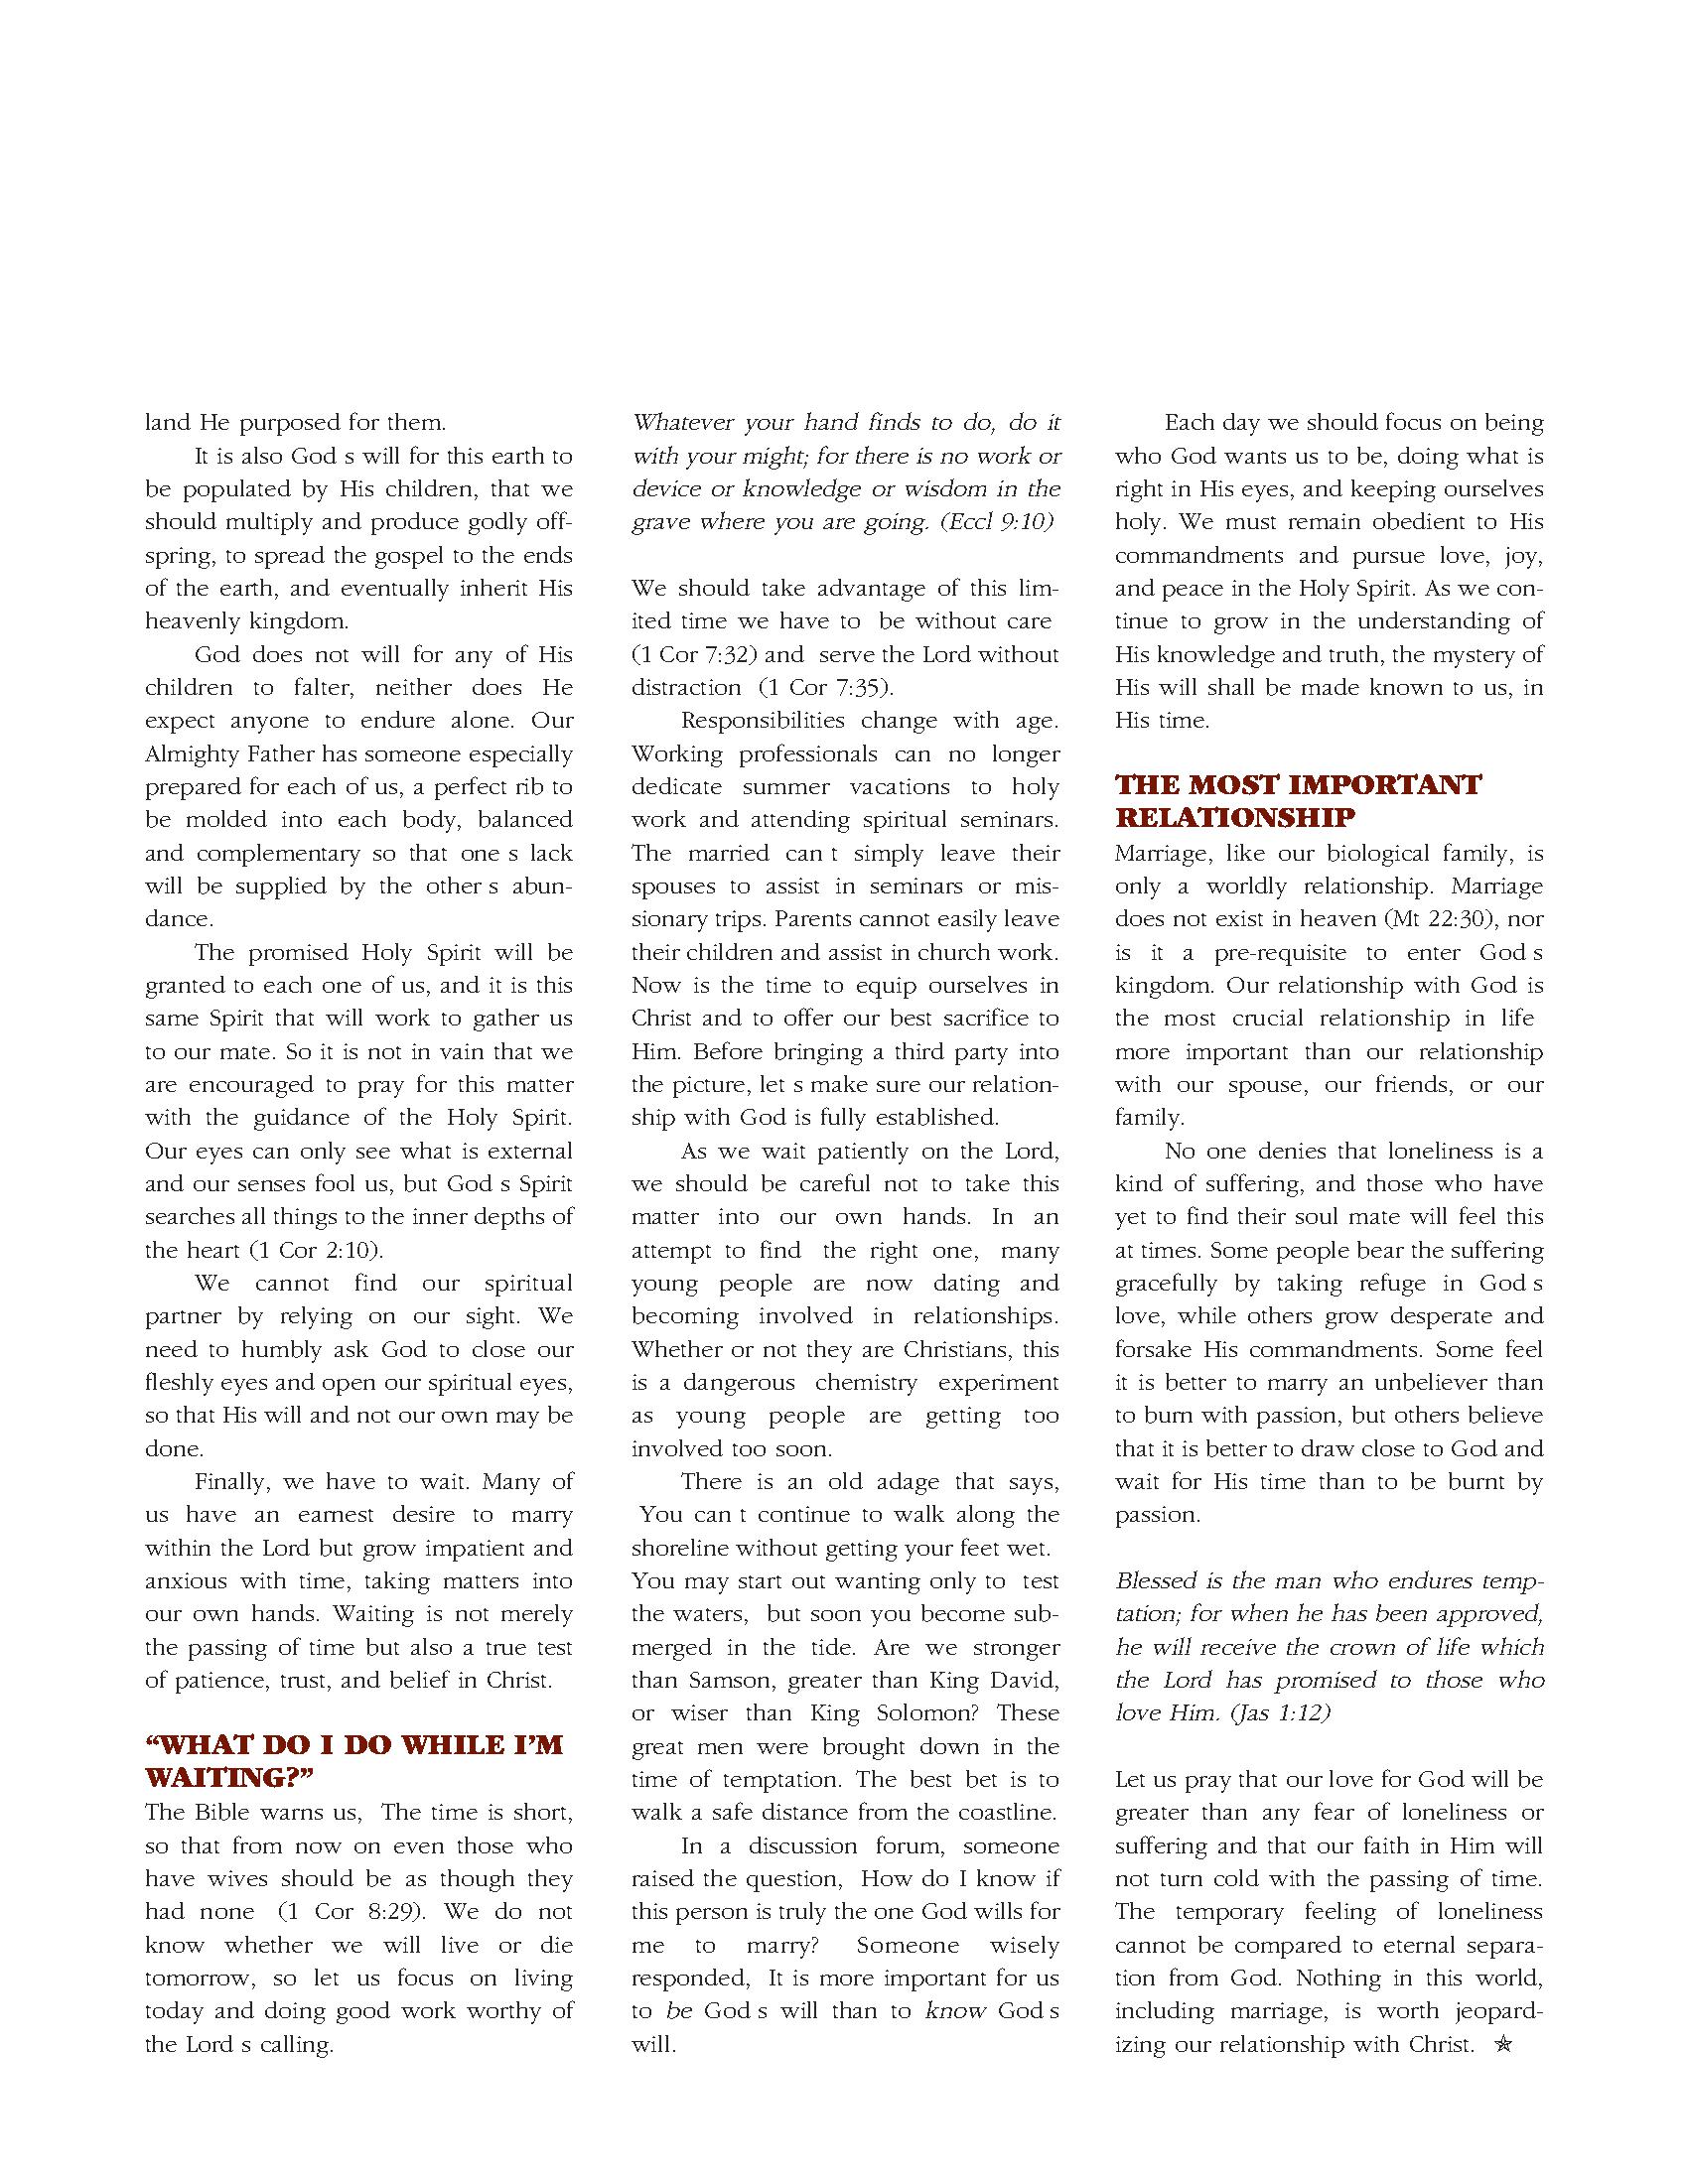 land He purposed for them.
It is also God s will for this earth to
be populated by His children, that we
should multiply and produce godly off-
spring, to spread the gospel to the ends
of the earth, and eventually inherit His
heavenly kingdom.
God does not will for any of His
children to falter, neither does He
expect anyone to endure alone. Our
Almighty Father has someone especially
prepared for each of us, a perfect rib to
be molded into each body, balanced
and complementary so that one s lack
will be supplied by the other s abun-
dance.
The promised Holy Spirit will be
granted to each one of us, and it is this
same Spirit that will work to gather us
to our mate. So it is not in vain that we
are encouraged to pray for this matter
with the guidance of the Holy Spirit.
Our eyes can only see what is external
and our senses fool us, but God s Spirit
searches all things to the inner depths of
the heart (1 Cor 2:10).
We cannot find our spiritual
partner by relying on our sight. We
need to humbly ask God to close our
fleshly eyes and open our spiritual eyes,
so that His will and not our own may be
done.
Finally, we have to wait. Many of
us have an earnest desire to marry
within the Lord but grow impatient and
anxious with time, taking matters into
our own hands. Waiting is not merely
the passing of time but also a true test
of patience, trust, and belief in Christ.
“WHAT DO I DO WHILE I’M
WAITING?”
The Bible warns us, The time is short,
so that from now on even those who
have wives should be as though they
had none (1 Cor 8:29). We do not
know whether we will live or die
tomorrow, so let us focus on living
today and doing good work worthy of
the Lord s calling.
Whatever your hand finds to do, do it
with your might; for there is no work or
device or knowledge or wisdom in the
grave where you are going. (Eccl 9:10)
We should take advantage of this lim-
ited time we have to be without care
(1 Cor 7:32) and serve the Lord without
distraction (1 Cor 7:35).
Responsibilities change with age.
Working professionals can no longer
dedicate summer vacations to holy
work and attending spiritual seminars.
The married can t simply leave their
spouses to assist in seminars or mis-
sionary trips. Parents cannot easily leave
their children and assist in church work.
Now is the time to equip ourselves in
Christ and to offer our best sacrifice to
Him. Before bringing a third party into
the picture, let s make sure our relation-
ship with God is fully established.
As we wait patiently on the Lord,
we should be careful not to take this
matter into our own hands. In an
attempt to find the right one, many
young people are now dating and
becoming involved in relationships.
Whether or not they are Christians, this
is a dangerous chemistry experiment
as young people are getting too
involved too soon.
There is an old adage that says,
You can t continue to walk along the
shoreline without getting your feet wet.
You may start out wanting only to test
the waters, but soon you become sub-
merged in the tide. Are we stronger
than Samson, greater than King David,
or wiser than King Solomon? These
great men were brought down in the
time of temptation. The best bet is to
walk a safe distance from the coastline.
In a discussion forum, someone
raised the question, How do I know if
this person is truly the one God wills for
me to marry? Someone wisely
responded, It is more important for us
to be God s will than to know God s
will.
Each day we should focus on being
who God wants us to be, doing what is
right in His eyes, and keeping ourselves
holy. We must remain obedient to His
commandments and pursue love, joy,
and peace in the Holy Spirit. As we con-
tinue to grow in the understanding of
His knowledge and truth, the mystery of
His will shall be made known to us, in
His time.
THE MOST IMPORTANT
RELATIONSHIP
Marriage, like our biological family, is
only a worldly relationship. Marriage
does not exist in heaven (Mt 22:30), nor
is it a pre-requisite to enter God s
kingdom. Our relationship with God is
the most crucial relationship in life
more important than our relationship
with our spouse, our friends, or our
family.
No one denies that loneliness is a
kind of suffering, and those who have
yet to find their soul mate will feel this
at times. Some people bear the suffering
gracefully by taking refuge in God s
love, while others grow desperate and
forsake His commandments. Some feel
it is better to marry an unbeliever than
to burn with passion, but others believe
that it is better to draw close to God and
wait for His time than to be burnt by
passion.
Blessed is the man who endures temp-
tation; for when he has been approved,
he will receive the crown of life which
the Lord has promised to those who
love Him. (Jas 1:12)
Let us pray that our love for God will be
greater than any fear of loneliness or
suffering and that our faith in Him will
not turn cold with the passing of time.
The temporary feeling of loneliness
cannot be compared to eternal separa-
tion from God. Nothing in this world,
including marriage, is worth jeopard-
izing our relationship with Christ. ✯